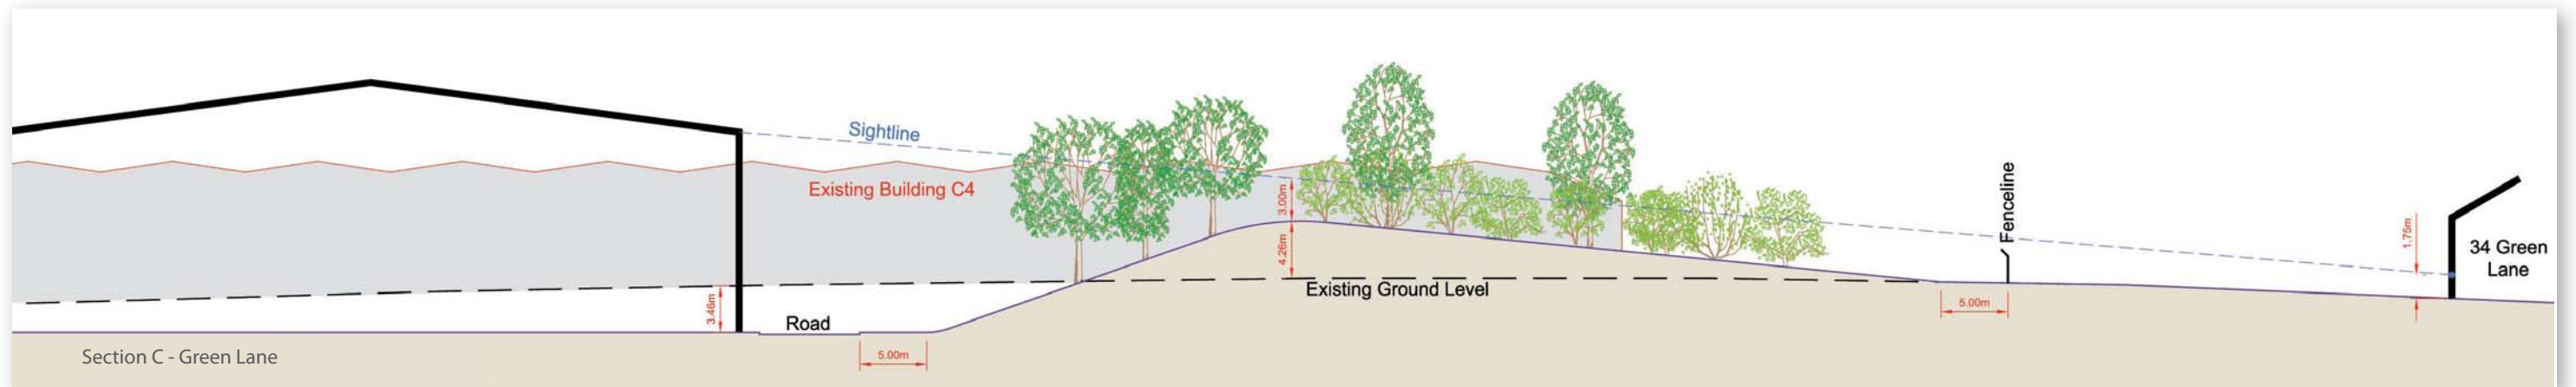 Sightline
Existing Building C4
3.00m
4.26m
Existing Ground Level
3.46m
Road
5.00m
Fenceline
5.00m
1.75m
34 Green
Lane
Section C - Green Lane